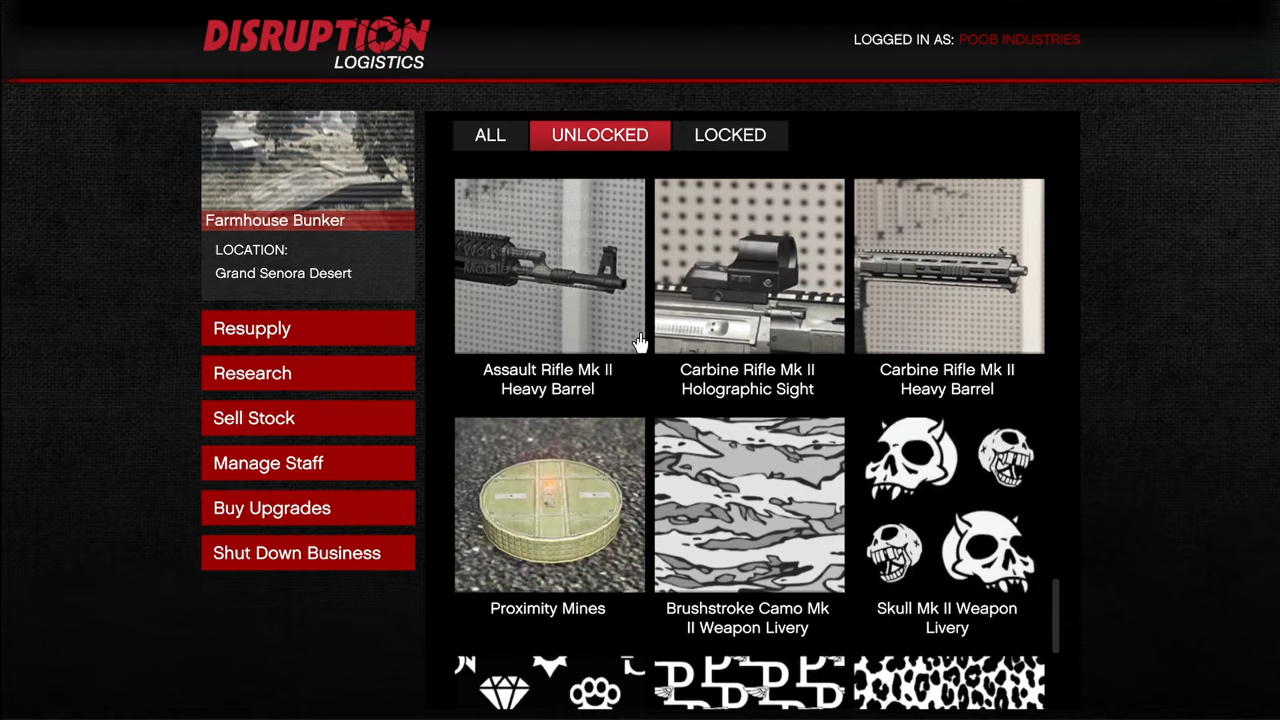 DISRUPTION
LOGISTICS
LOGGED IN AS: POOB INDUSTRIES
Farmhouse Bunker
LOCATION:
Grand Senora Desert
Resupply
Research
Sell Stock
Manage Staff
Buy Upgrades
Shut Down Business
ALL
UNLOCKED
LOCKED
Assault Rifle Mk II
Heavy Barrel
Carbine Rifle Mk II
Holographic Sight
Carbine Rifle Mk II
Heavy Barrel
Proximity Mines
Brushstroke Camo Mk
II Weapon Livery
Skull Mk II Weapon
Livery